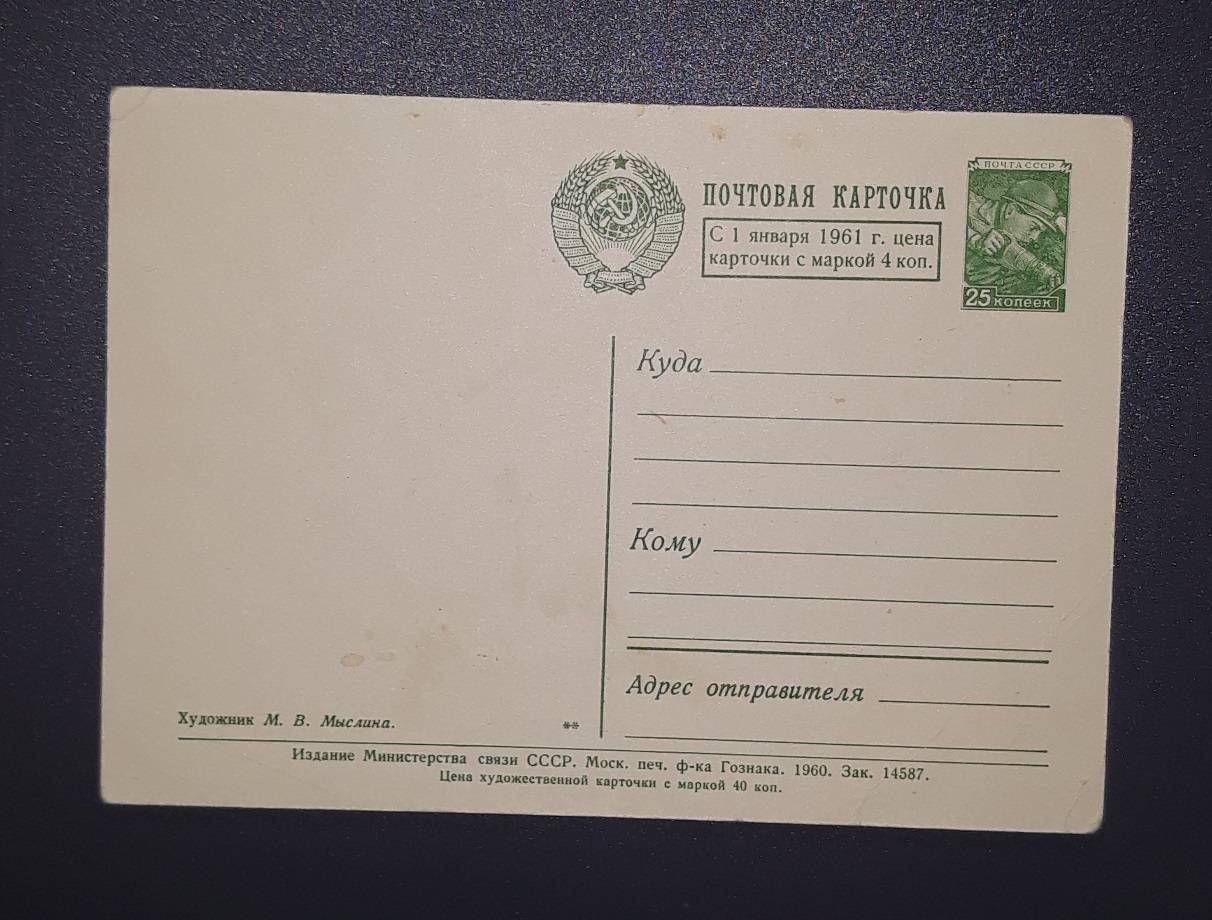 ПОЧТОВАЯ КАРТОЧКА
С 1 января 1961 г. цена
карточки с маркой 4 коп.
ПОЧТА СССР
25 копеек
Куда
Кому
Адрес отправителя
Художник М. В. Мыслина.
**
Издание Министерства связи СССР. Моск. печ. ф-ка Гознака. 1960. Зак. 14587.
Цена художественной карточки с маркой 40 коп.